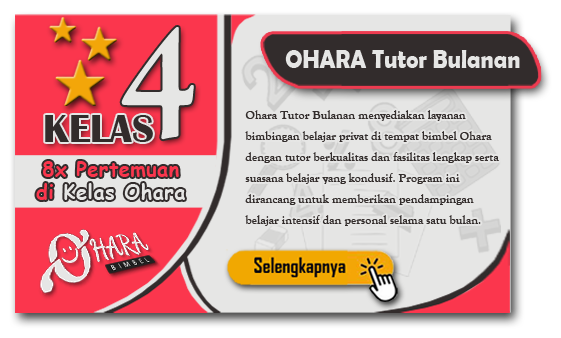 4
KELAS
8x Pertemuan
di Kelas Ohara
OHARA
BIMBEL
OHARA Tutor Bulanan
Ohara Tutor Bulanan menyediakan layanan
bimbingan belajar privat di tempat bimbel Ohara
dengan tutor berkualitas dan fasilitas lengkap serta
suasana belajar yang kondusif. Program ini
dirancang untuk memberikan pendampingan
belajar intensif dan personal selama satu bulan.
Selengkapnya